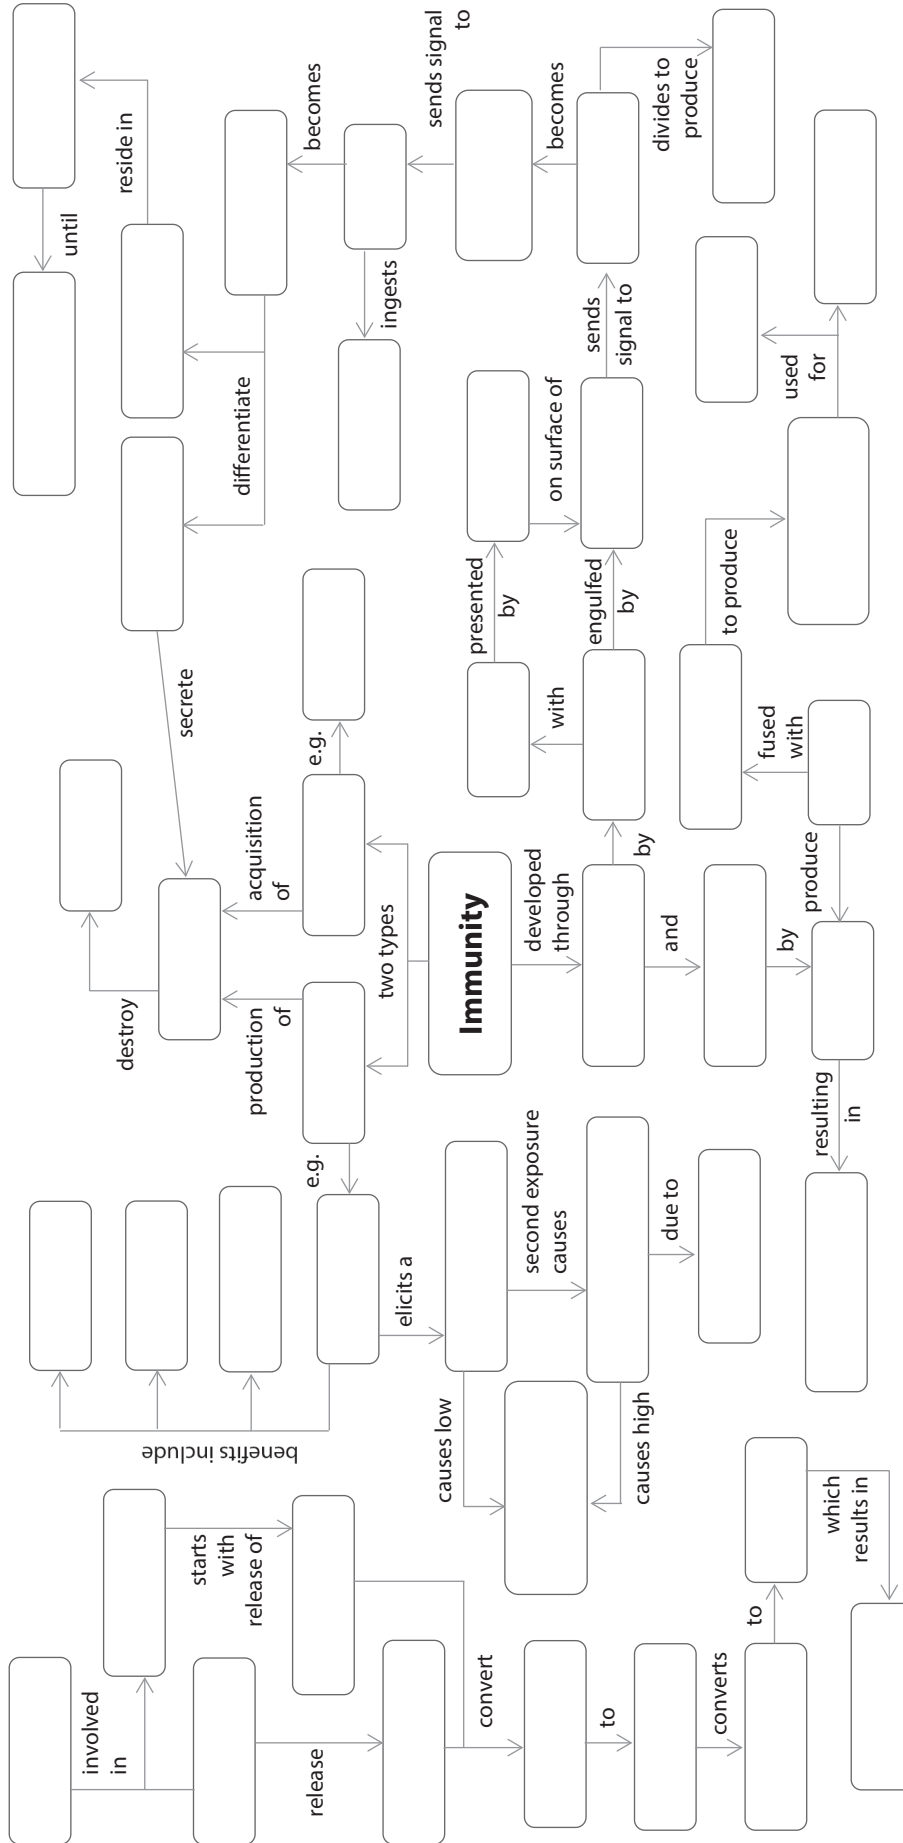 involved
in
release
starts
with
release of
convert
to
converts
to
which
results in
benefits include
e.g.
elicits a
causes low
second exposure
causes
causes high
due to
destroy
production
of
acquisition
of
two types
e.g.
Immunity
developed
through
by
and
by
resulting
in
produce
fused
with
to produce
used
for
with
presented
by
on surface of
engulfed
by
sends
signal to
divides to
produce
becomes
sends signal
to
ingests
becomes
differentiate
secrete
reside in
until